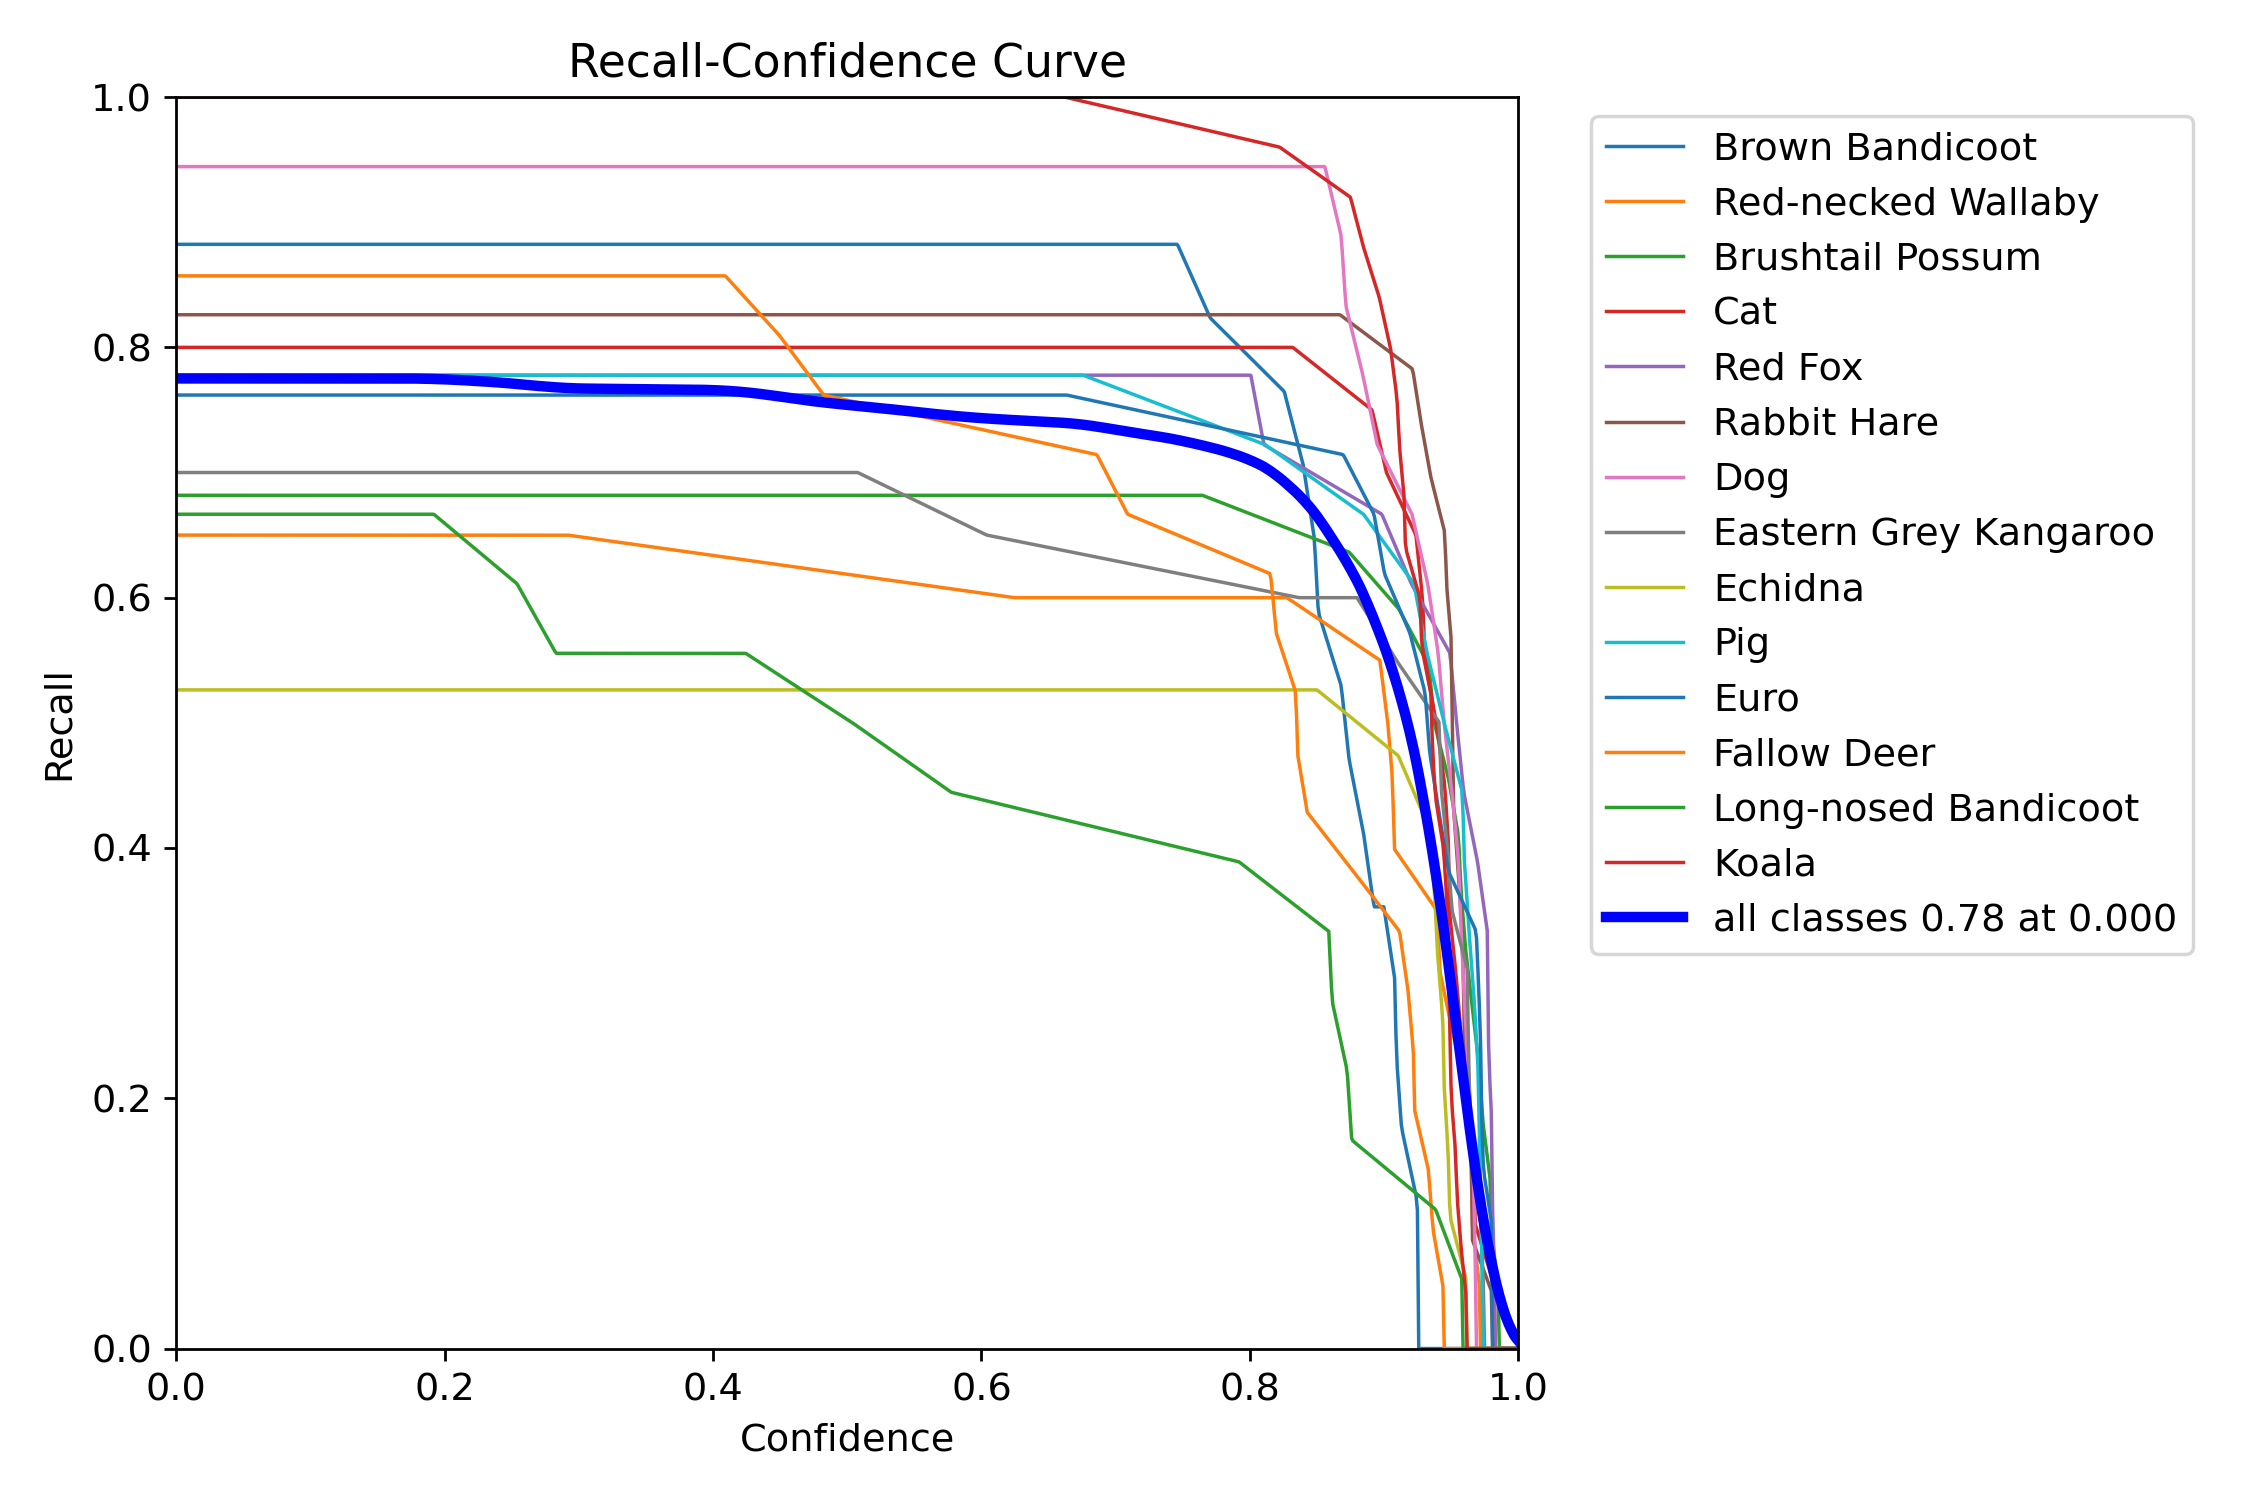 Recall-Confidence Curve
1.0
0.8
0.6
0.4
0.2
0.0
Recall
0.0 0.2 0.4 0.6 0.8 1.0
Confidence
Brown Bandicoot
Red-necked Wallaby
Brushtail Possum
Cat
Red Fox
Rabbit Hare
Dog
Eastern Grey Kangaroo
Echidna
Pig
Euro
Fallow Deer
Long-nosed Bandicoot
Koala
all classes 0.78 at 0.000